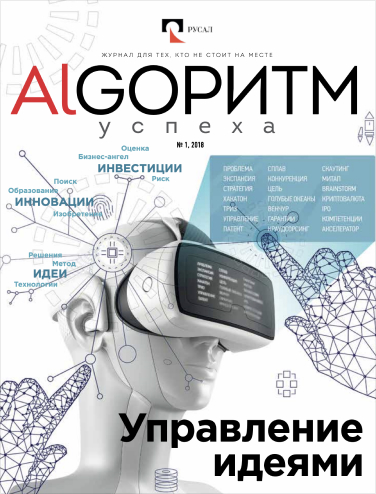 РУСАЛ
ЖУРНАЛ ДЛЯ ТЕХ, КТО НЕ СТОИТ НА МЕСТЕ
AlGОРИТМ
успеха
№ 1, 2018
Оценка
Бизнес-ангел
ИНВЕСТИЦИИ
Риск
Поиск
Образование
ИННОВАЦИИ
Изобретения
Решения
Метод
ИДЕИ
Технологии
ПРОБЛЕМА СПЛАВ СКАУТИНГ
ЭКСПАНСИЯ КОНКУРЕНЦИЯ МИТАП
СТРАТЕГИЯ ЦЕЛЬ BRAINSTORM
ХАКАТОН ГОЛУБЫЕ ОКЕАНЫ КРИПТОВАЛЮТА
ТРИЗ ВЕНЧУР IPO
УПРАВЛЕНИЕ ГАРАНТИИ КОМПЕТЕНЦИИ
ПАТЕНТ КРАУДСОРСИНГ АКСЕЛЕРАТОР
Управление
идеями